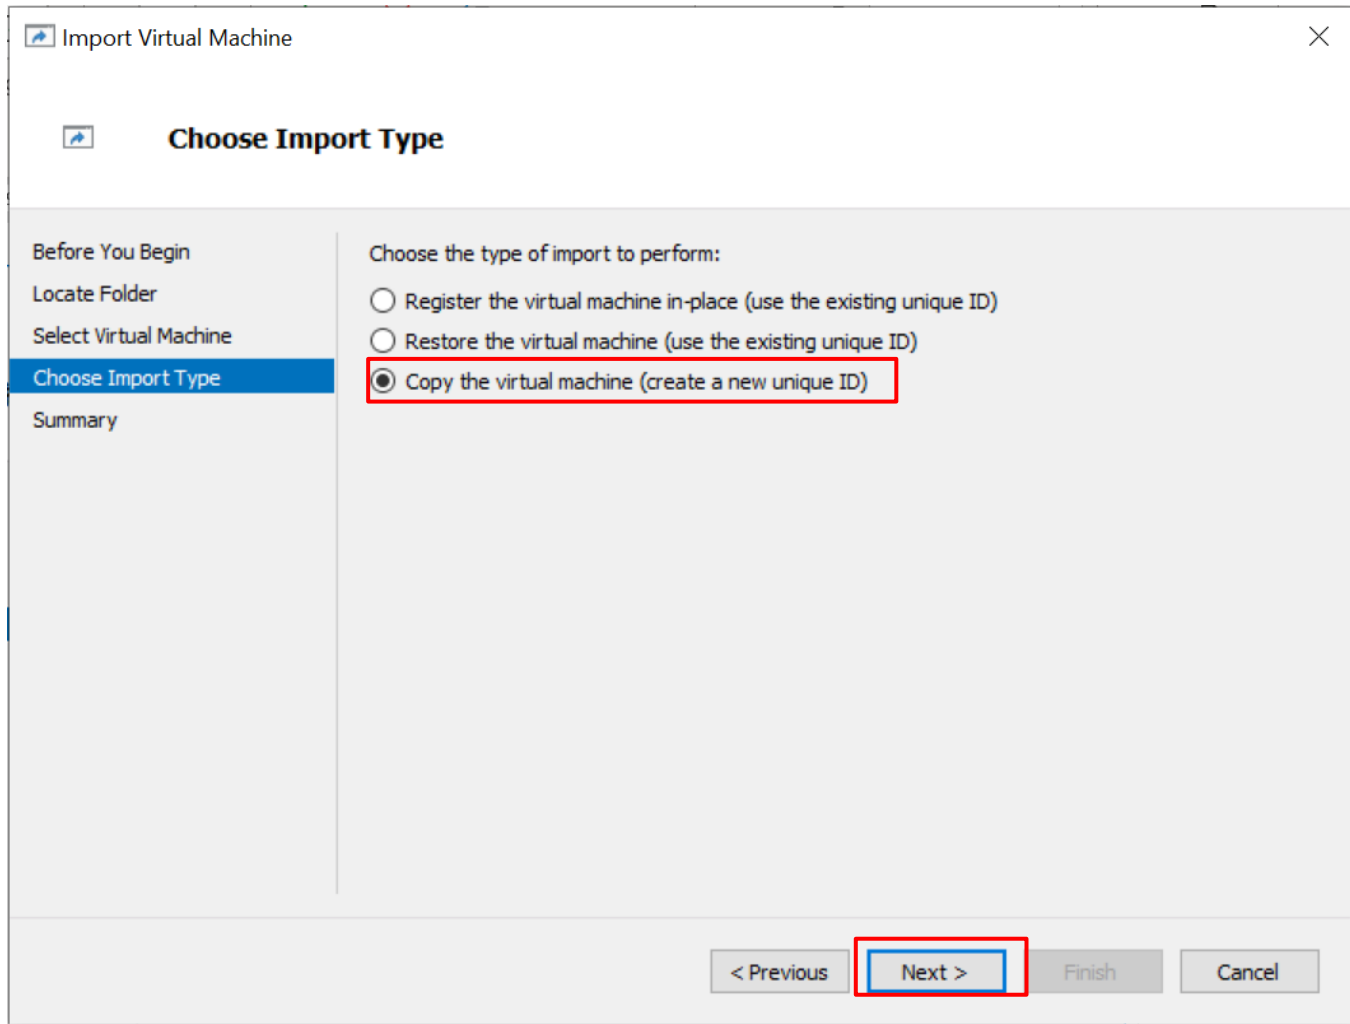 Import Virtual Machine
Choose Import Type
Before You Begin
Locate Folder
Select Virtual Machine
Choose Import Type
Summary
Choose the type of import to perform:
Register the virtual machine in-place (use the existing unique ID)
Restore the virtual machine (use the existing unique ID)
Copy the virtual machine (create a new unique ID)
< Previous
Next >
Finish
Cancel